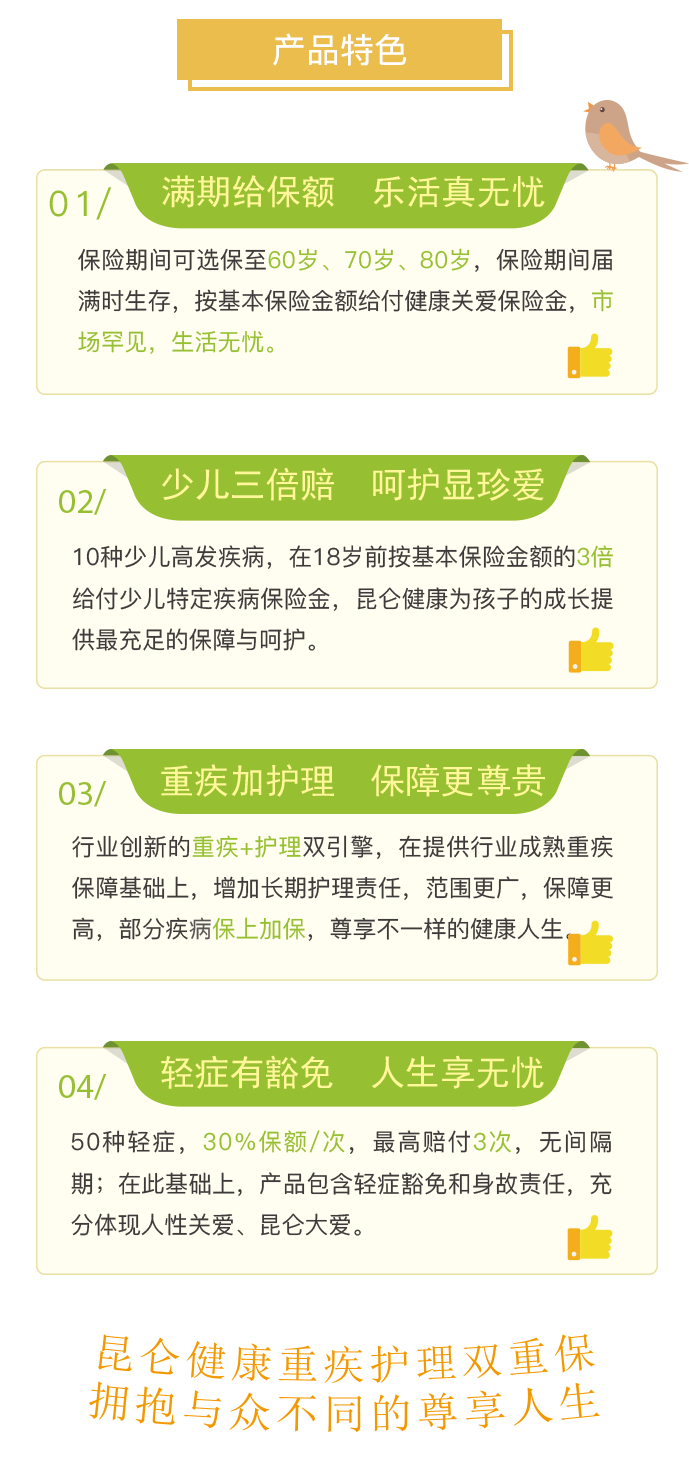 产品特色
01/
满期给保额 乐活真无忧
保险期间可选保至60岁、70岁、80岁，保险期间届
满时生存，按基本保险金额给付健康关爱保险金，市
场罕见，生活无忧。
02/
少儿三倍赔 呵护显珍爱
10种少儿高发疾病，在18岁前按基本保险金额的3倍
给付少儿特定疾病保险金，昆仑健康为孩子的成长提
供最充足的保障与呵护。
03/
重疾加护理 保障更尊贵
行业创新的重疾+护理双引擎，在提供行业成熟重疾
保障基础上，增加长期护理责任，范围更广，保障更
高，部分疾病保上加保，尊享不一样的健康人生。
04/
轻症有豁免 人生享无忧
50种轻症，30%保额/次，最高赔付3次，无间隔
期；在此基础上，产品包含轻症豁免和身故责任，充
分体现人性关爱、昆仑大爱。
昆仑健康重疾护理双重保
拥抱与众不同的尊享人生